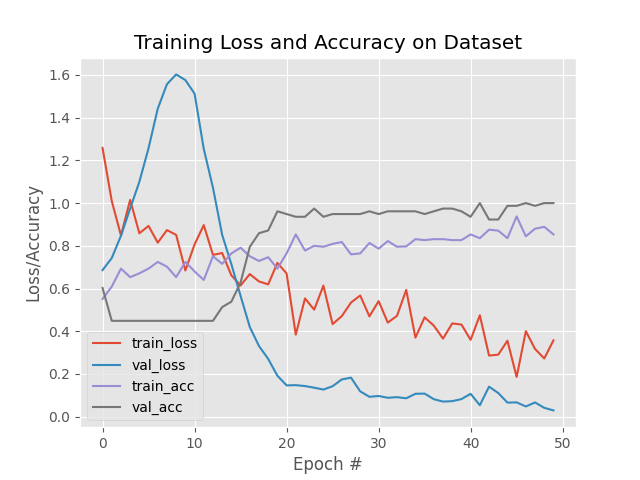 Training Loss and Accuracy on Dataset
Loss/Accuracy
1.6
1.4
1.2
1.0
0.8
0.6
0.4
0.2
0.0
train_loss
val_loss
train_acc
val_acc
0 10 20 30 40 50
Epoch #